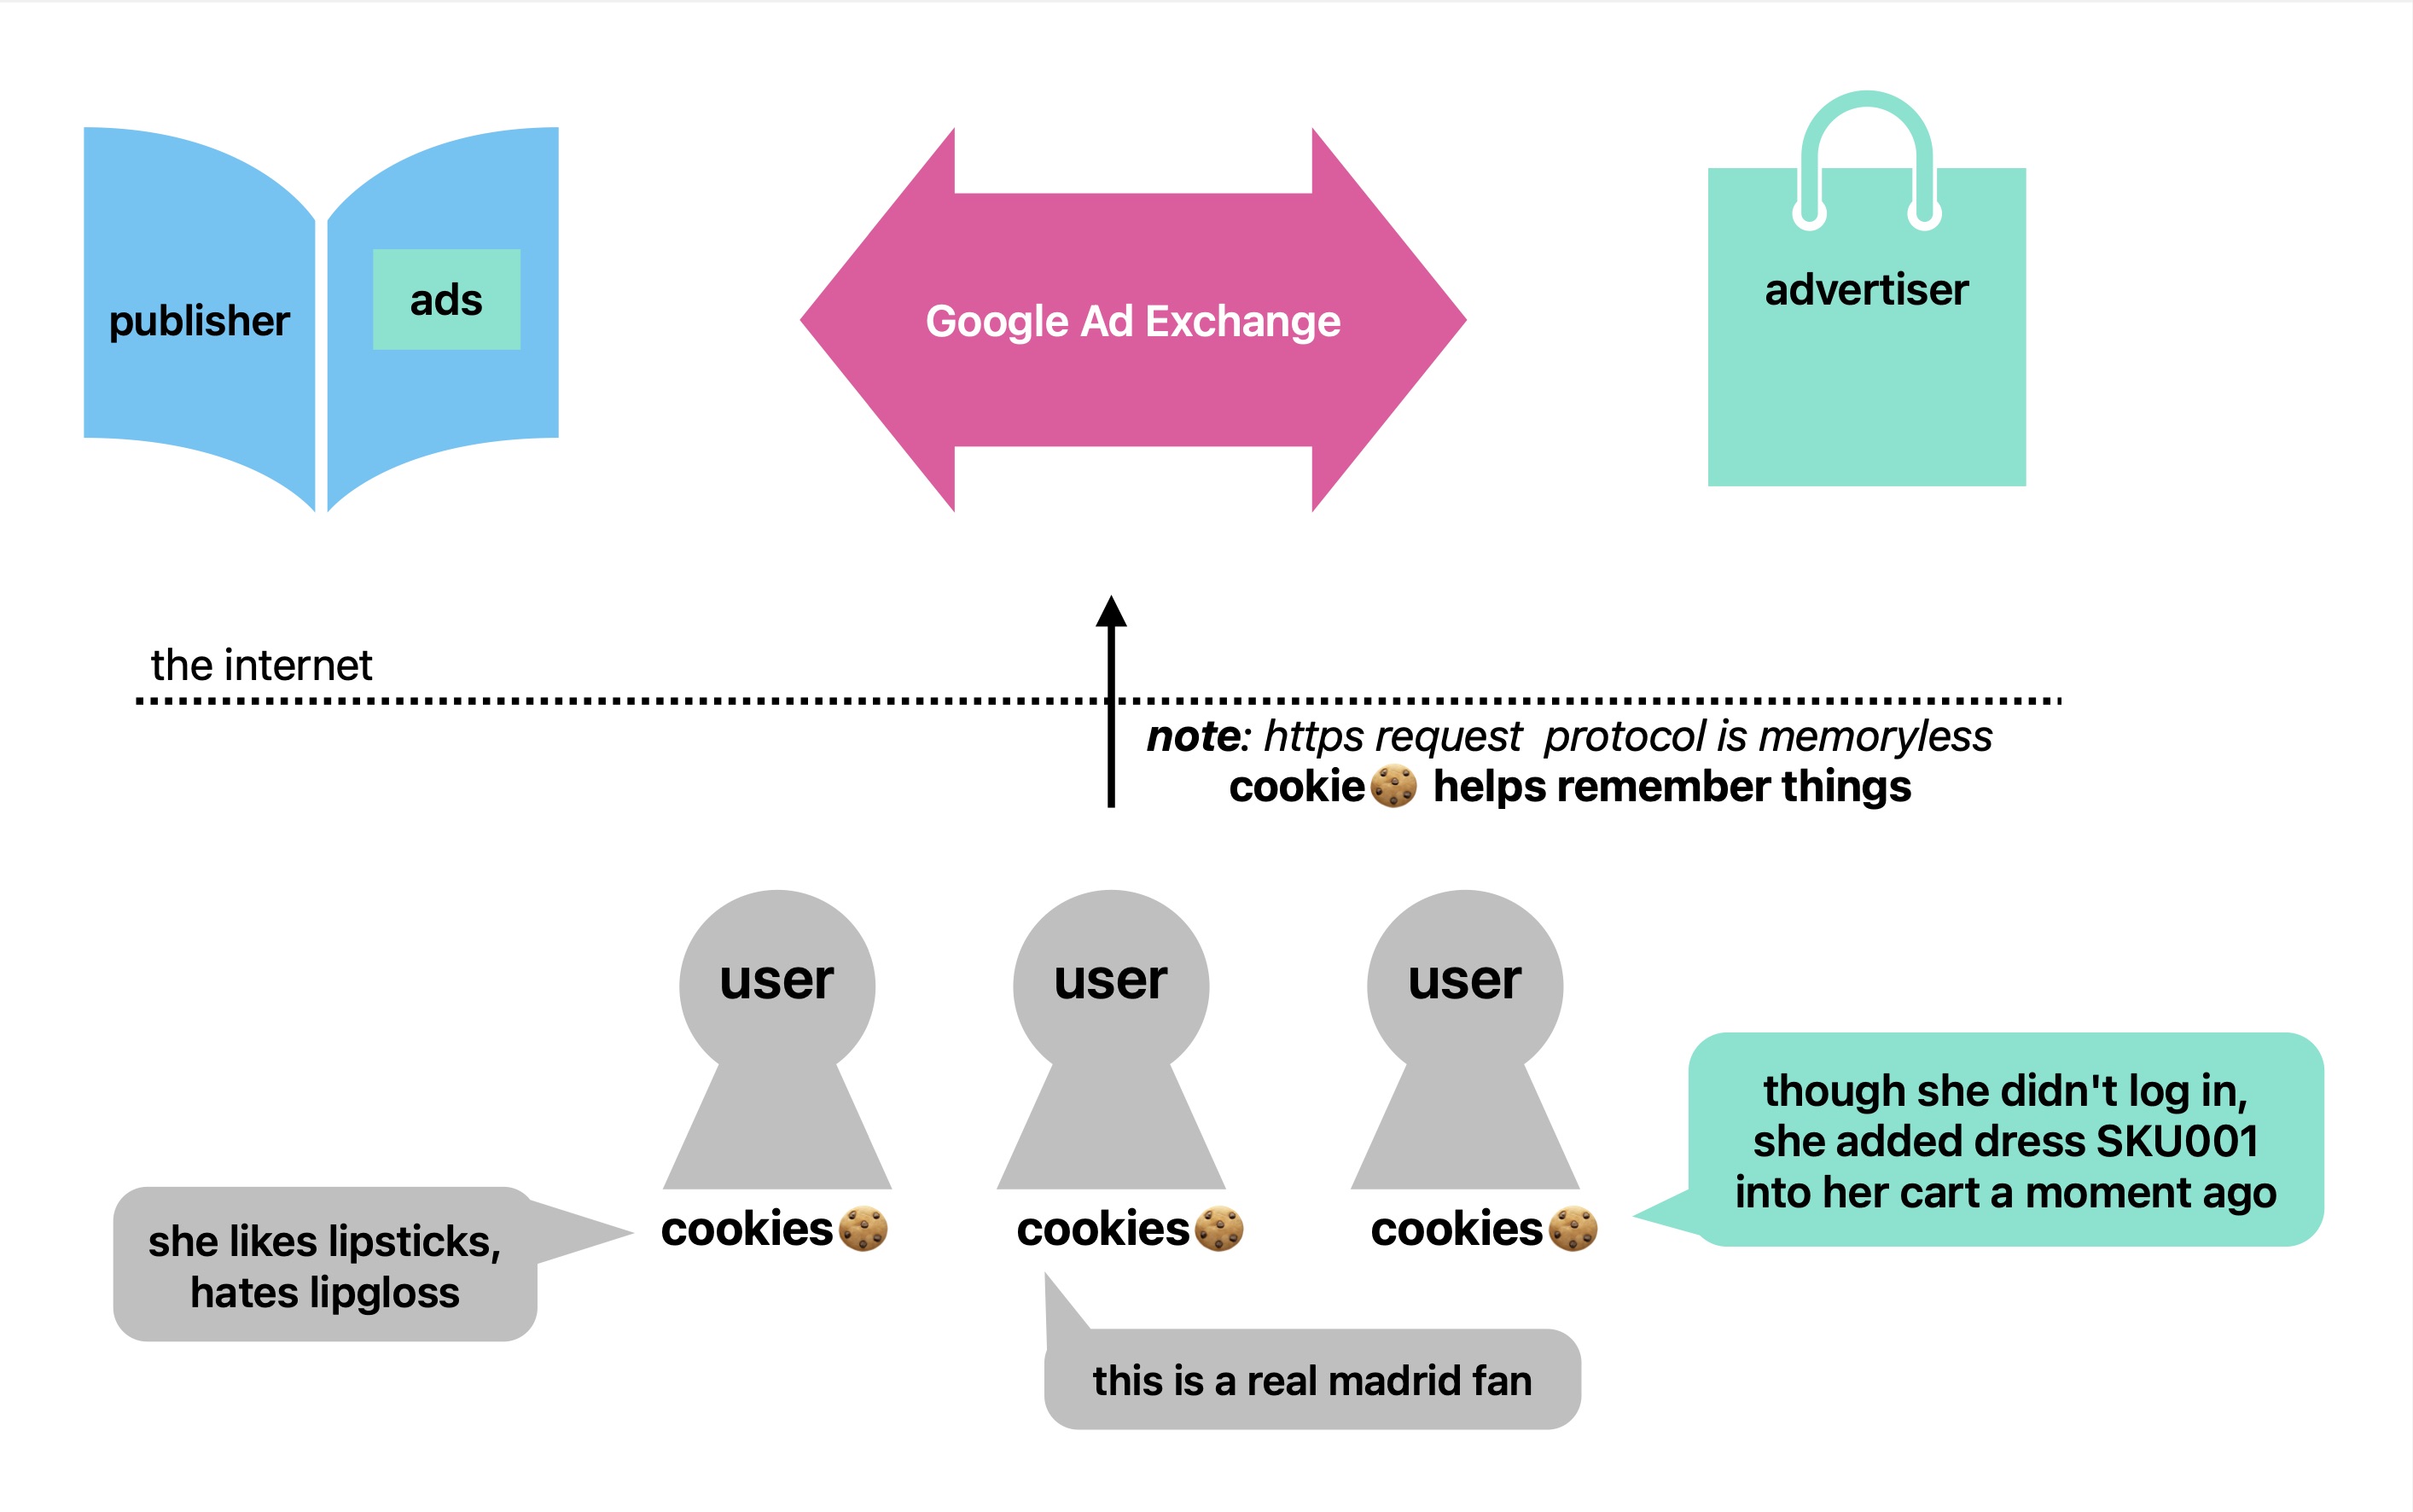 publisher
ads
Google Ad Exchange
advertiser
the internet
note: https request  protocol is memoryless
cookie🍪 helps remember things
user
user
user
cookies🍪
cookies🍪
cookies🍪
though she didn't log in,
she added dress SKU001
into her cart a moment ago
she likes lipsticks,
hates lipgloss
this is a real madrid fan